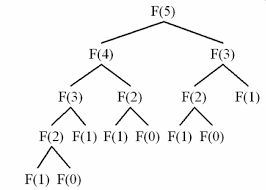 F(5)
F(4) F(3)
F(3) F(2) F(2) F(1)
F(2) F(1) F(1) F(0) F(1) F(0)
F(1) F(0)